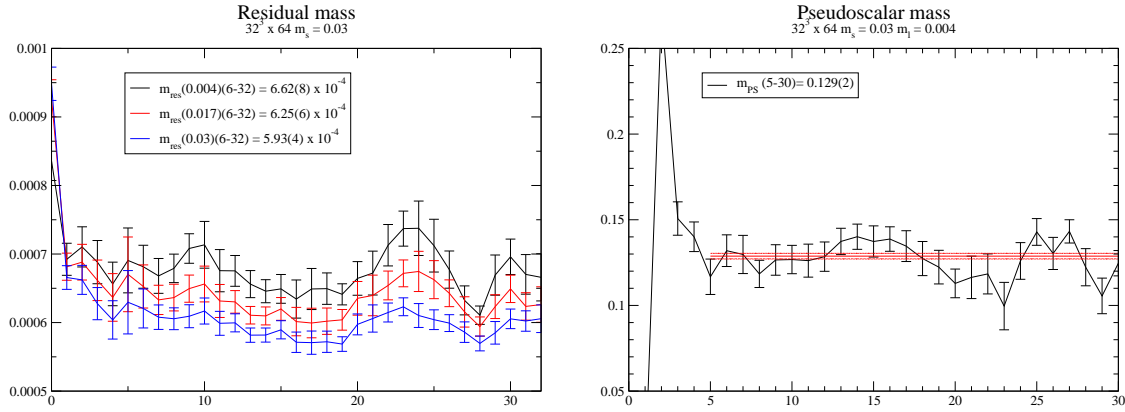 Residual mass
32³ x 64 m_s = 0.03
0.001
0.0009
0.0008
0.0007
0.0006
0.0005
m_res(0.004)(6-32) = 6.62(8) x 10^-4
m_res(0.017)(6-32) = 6.25(6) x 10^-4
m_res(0.03)(6-32) = 5.93(4) x 10^-4
0 10 20 30
Pseudoscalar mass
32³ x 64 m_s = 0.03 m_l = 0.004
0.25
0.2
0.15
0.1
0.05
m_PS (5-30)= 0.129(2)
0 5 10 15 20 25 30